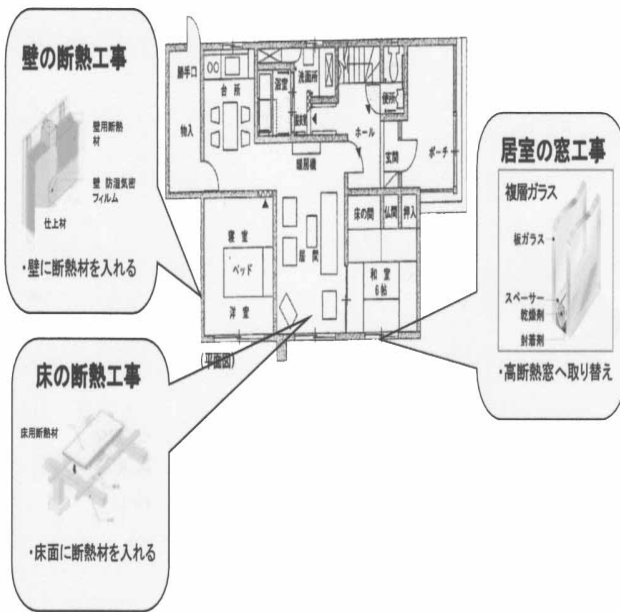 壁の断熱工事
壁用断熱
材
壁 防湿気密
フィルム
仕上材
・壁に断熱材を入れる
勝手口
物入
台所
浴室
洗面所
便所
ホール
玄関
ポーチ
暖房機
床の間
仏間
押入
寝室
ベッド
洋室
居間
和室
6帖
(平面図)
居室の窓工事
複層ガラス
板ガラス
スペーサー
乾燥剤
封着剤
・高断熱窓へ取り替え
床の断熱工事
床用断熱材
・床面に断熱材を入れる